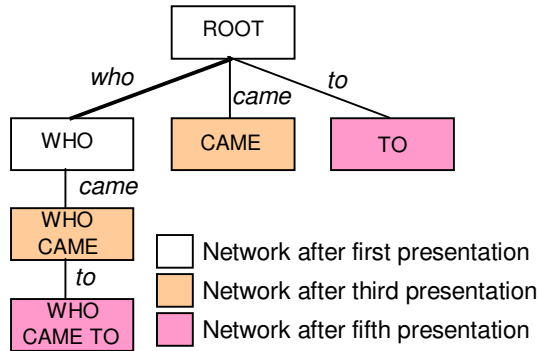 ROOT
who
came
to
WHO
CAME
TO
came
WHO
CAME
to
WHO
CAME TO
Network after first presentation
Network after third presentation
Network after fifth presentation